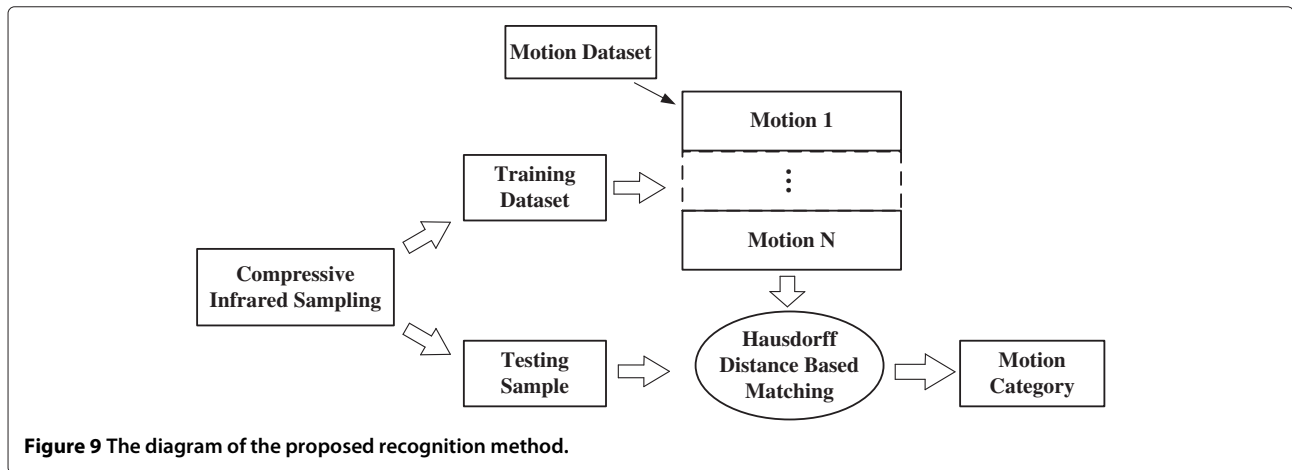 Motion Dataset
Motion 1
Training
Dataset
⋮
Motion N
Compressive
Infrared Sampling
Hausdorff
Distance Based
Matching
Testing
Sample
Motion
Category
Figure 9 The diagram of the proposed recognition method.